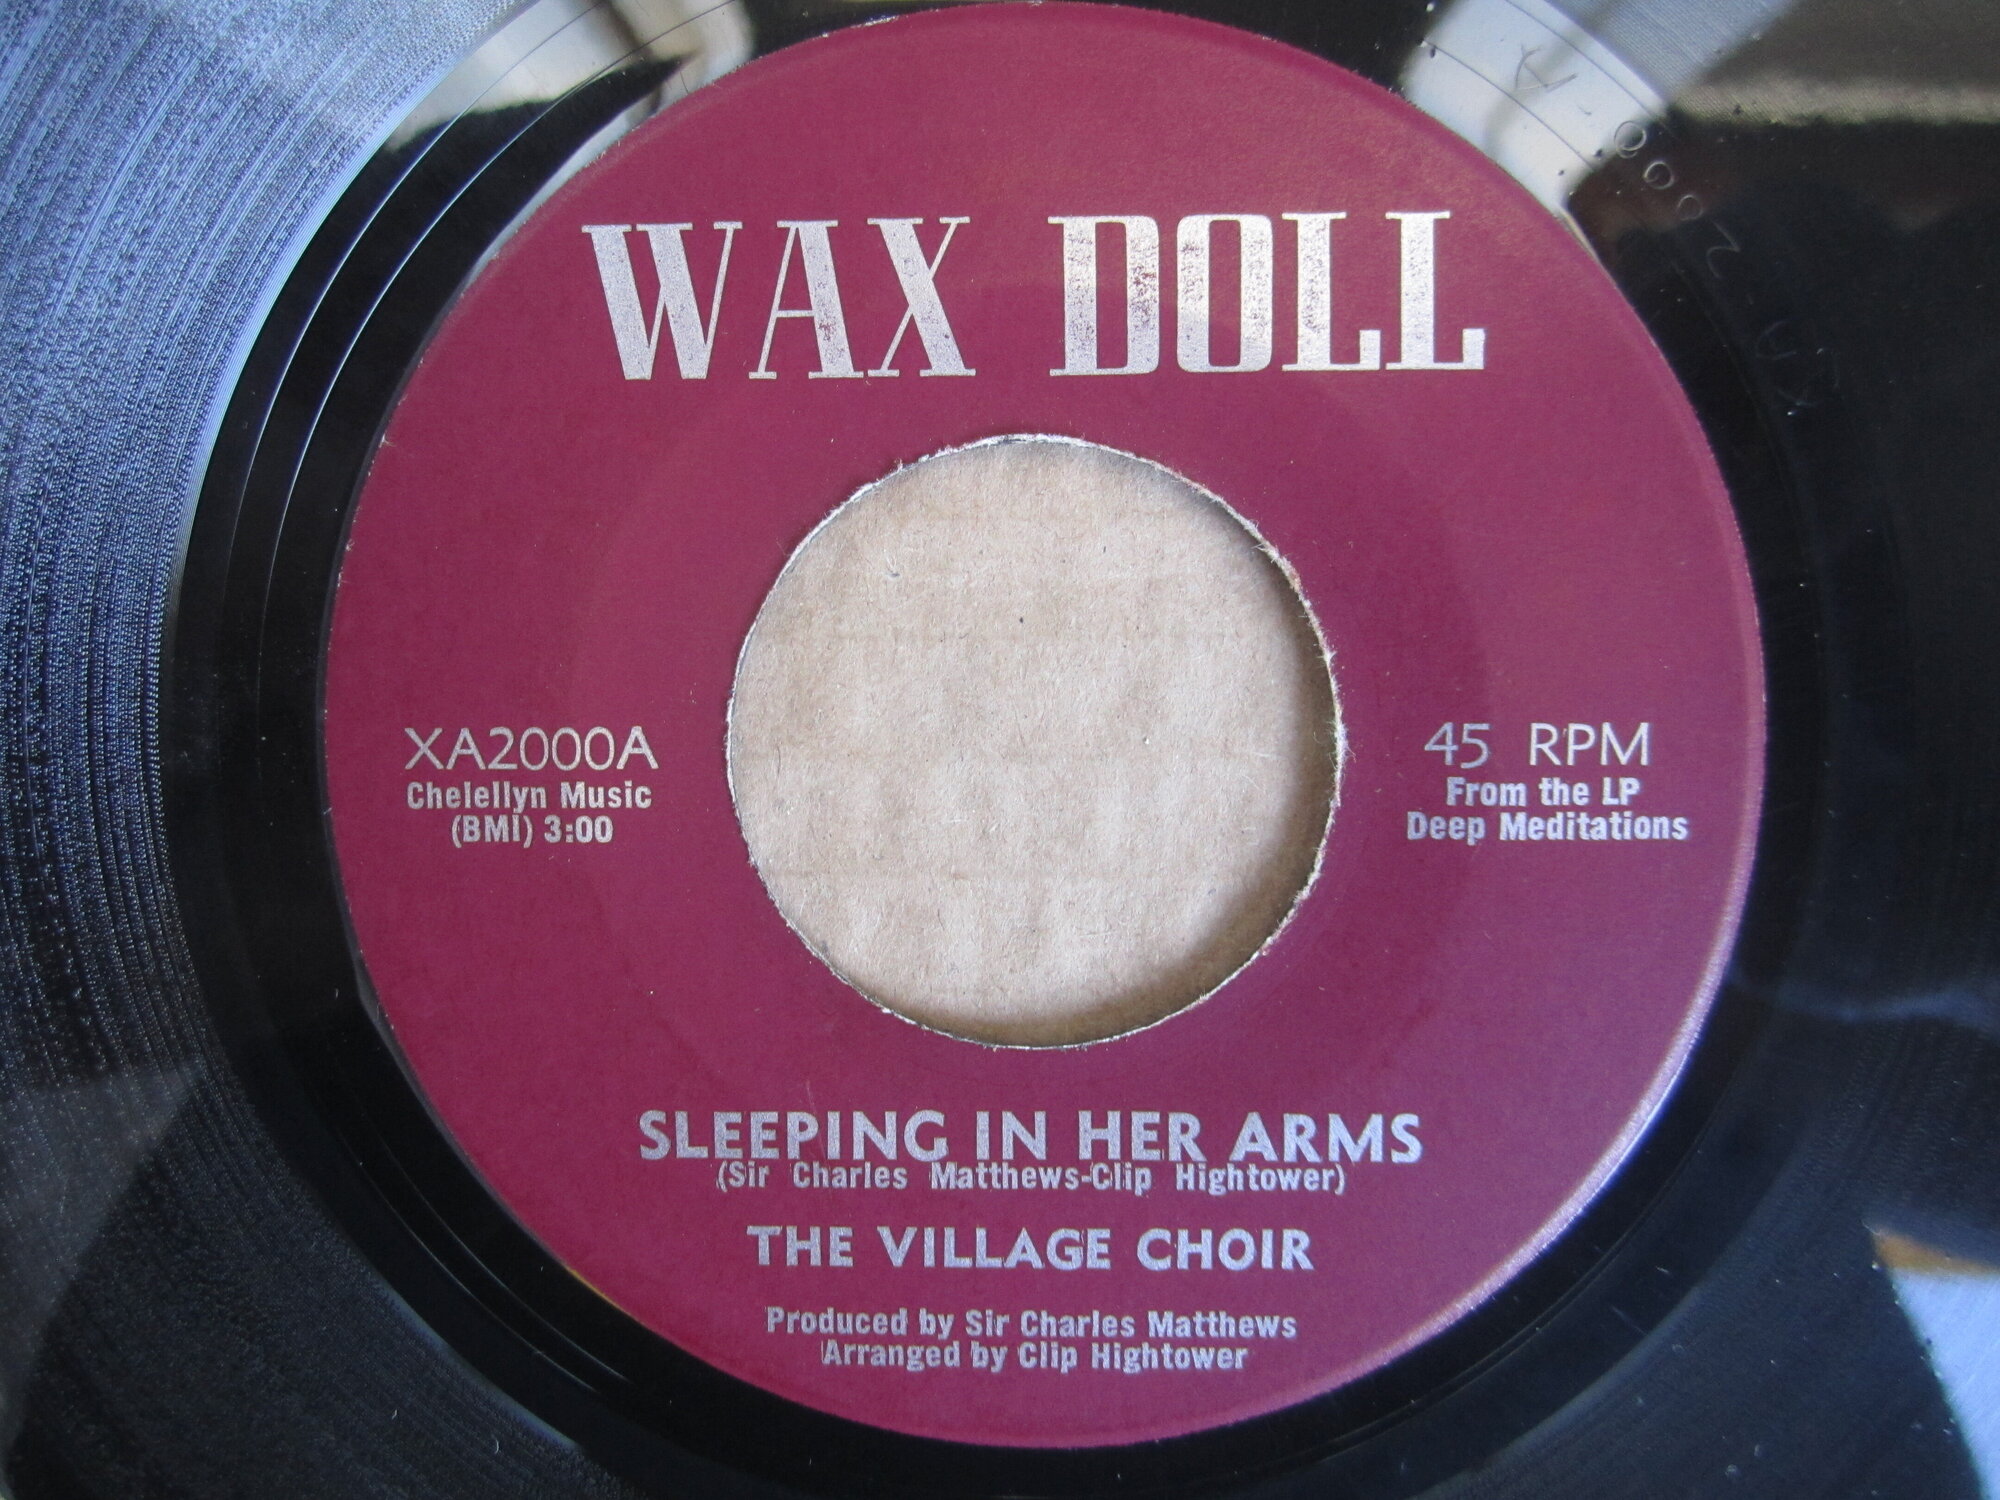 WAX DOLL
XA2000A
Chelellyn Music
(BMI) 3:00
45 RPM
From the LP
Deep Meditations
SLEEPING IN HER ARMS
(Sir Charles Matthews-Clip Hightower)
THE VILLAGE CHOIR
Produced by Sir Charles Matthews
Arranged by Clip Hightower
2000-A